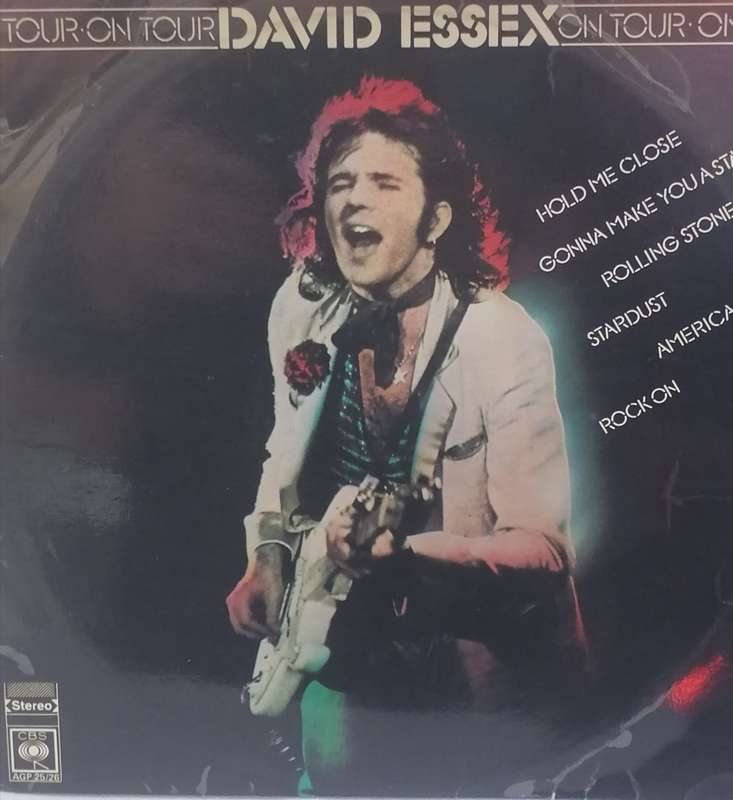 TOUR·ON TOUR DAVID ESSEX ON TOUR·ON
HOLD ME CLOSE
GONNA MAKE YOU A STA
ROLLING STONE
STARDUST
AMERICA
ROCK ON
Stereo
CBS
AGP 25/26